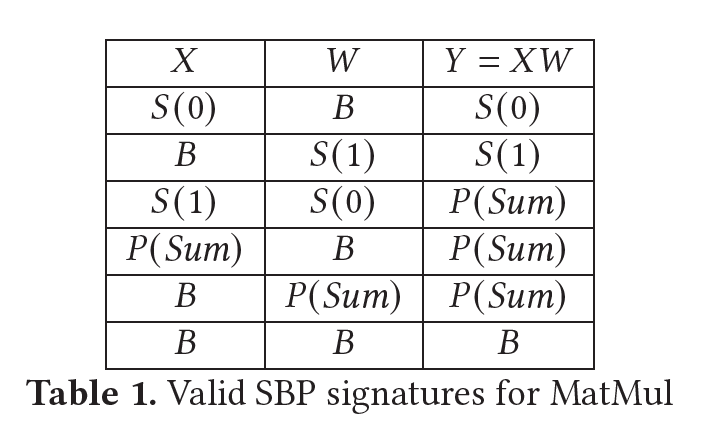 X W Y = XW
S(0) B S(0)
B S(1) S(1)
S(1) S(0) P(Sum)
P(Sum) B P(Sum)
B P(Sum) P(Sum)
B B B
Table 1. Valid SBP signatures for MatMul